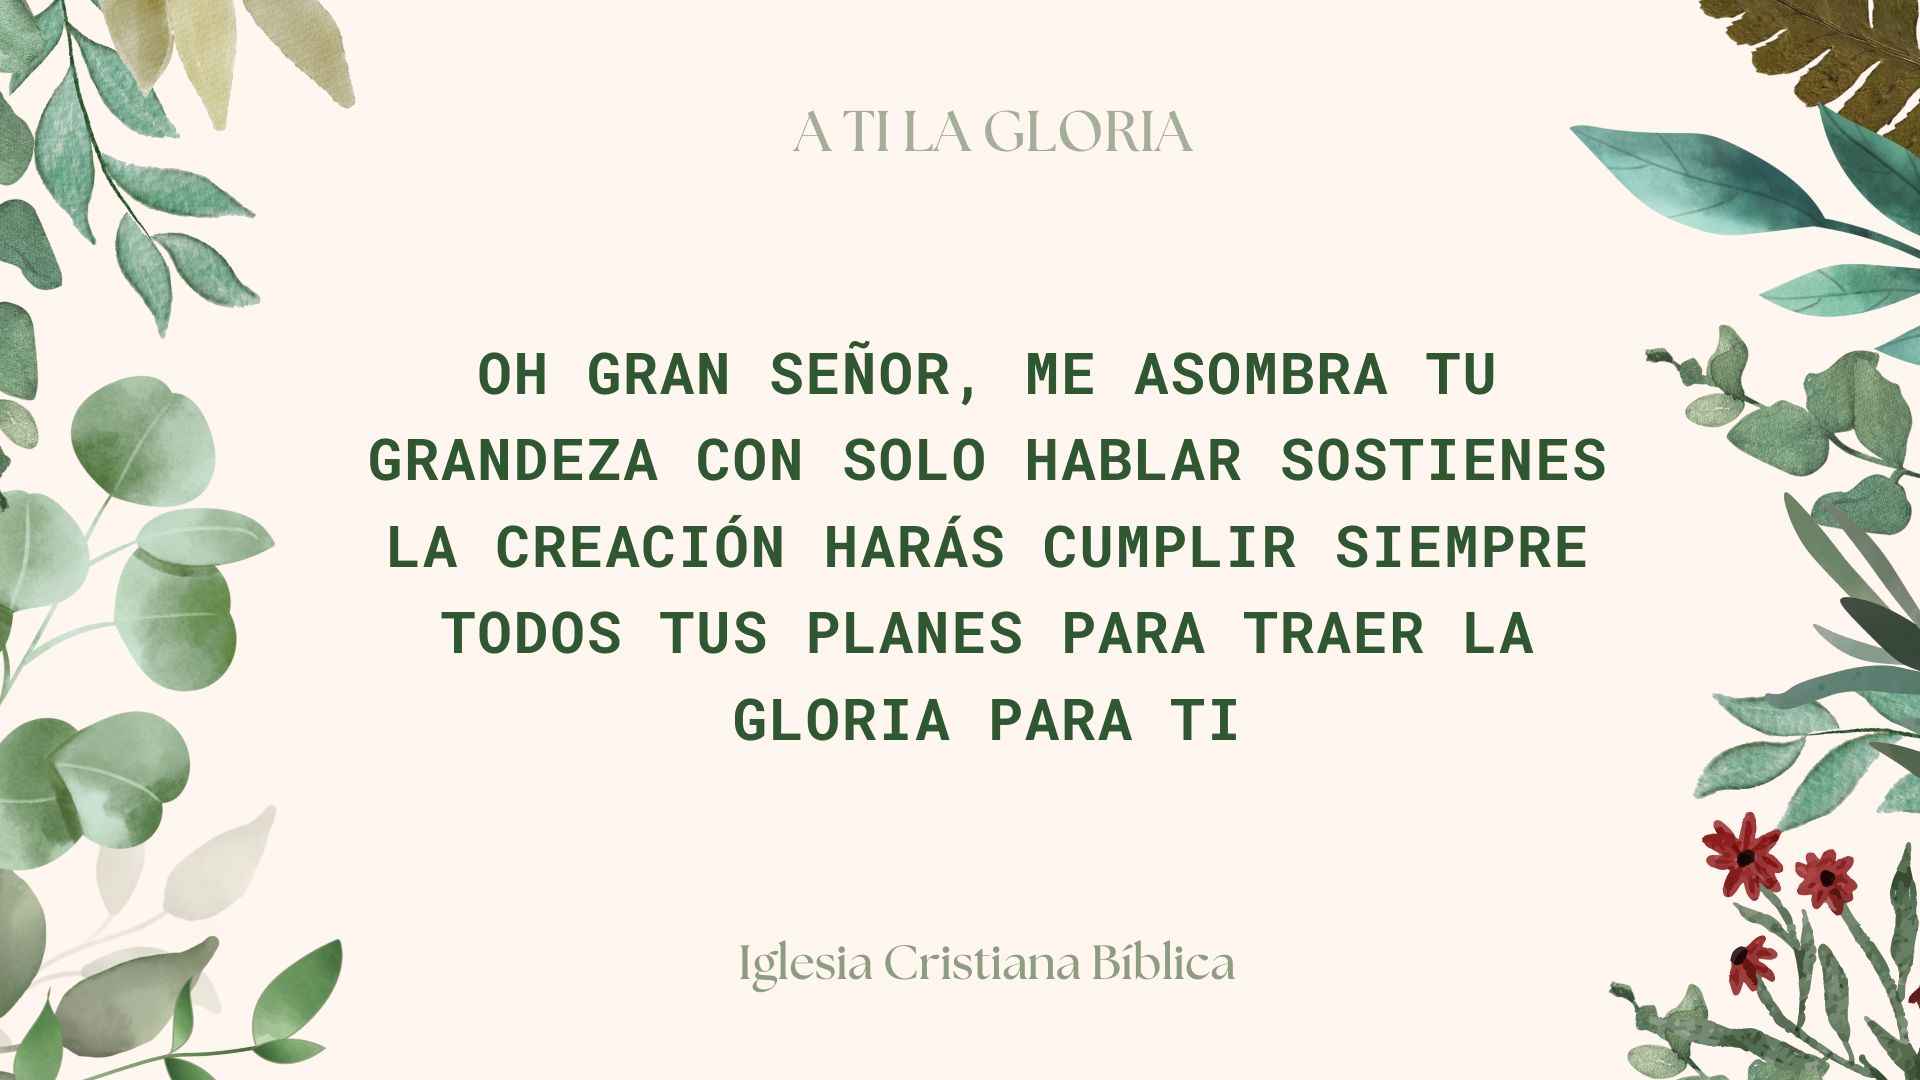 A TI LA GLORIA
OH GRAN SEÑOR, ME ASOMBRA TU
GRANDEZA CON SOLO HABLAR SOSTIENES
LA CREACIÓN HARÁS CUMPLIR SIEMPRE
TODOS TUS PLANES PARA TRAER LA
GLORIA PARA TI
Iglesia Cristiana Bíblica